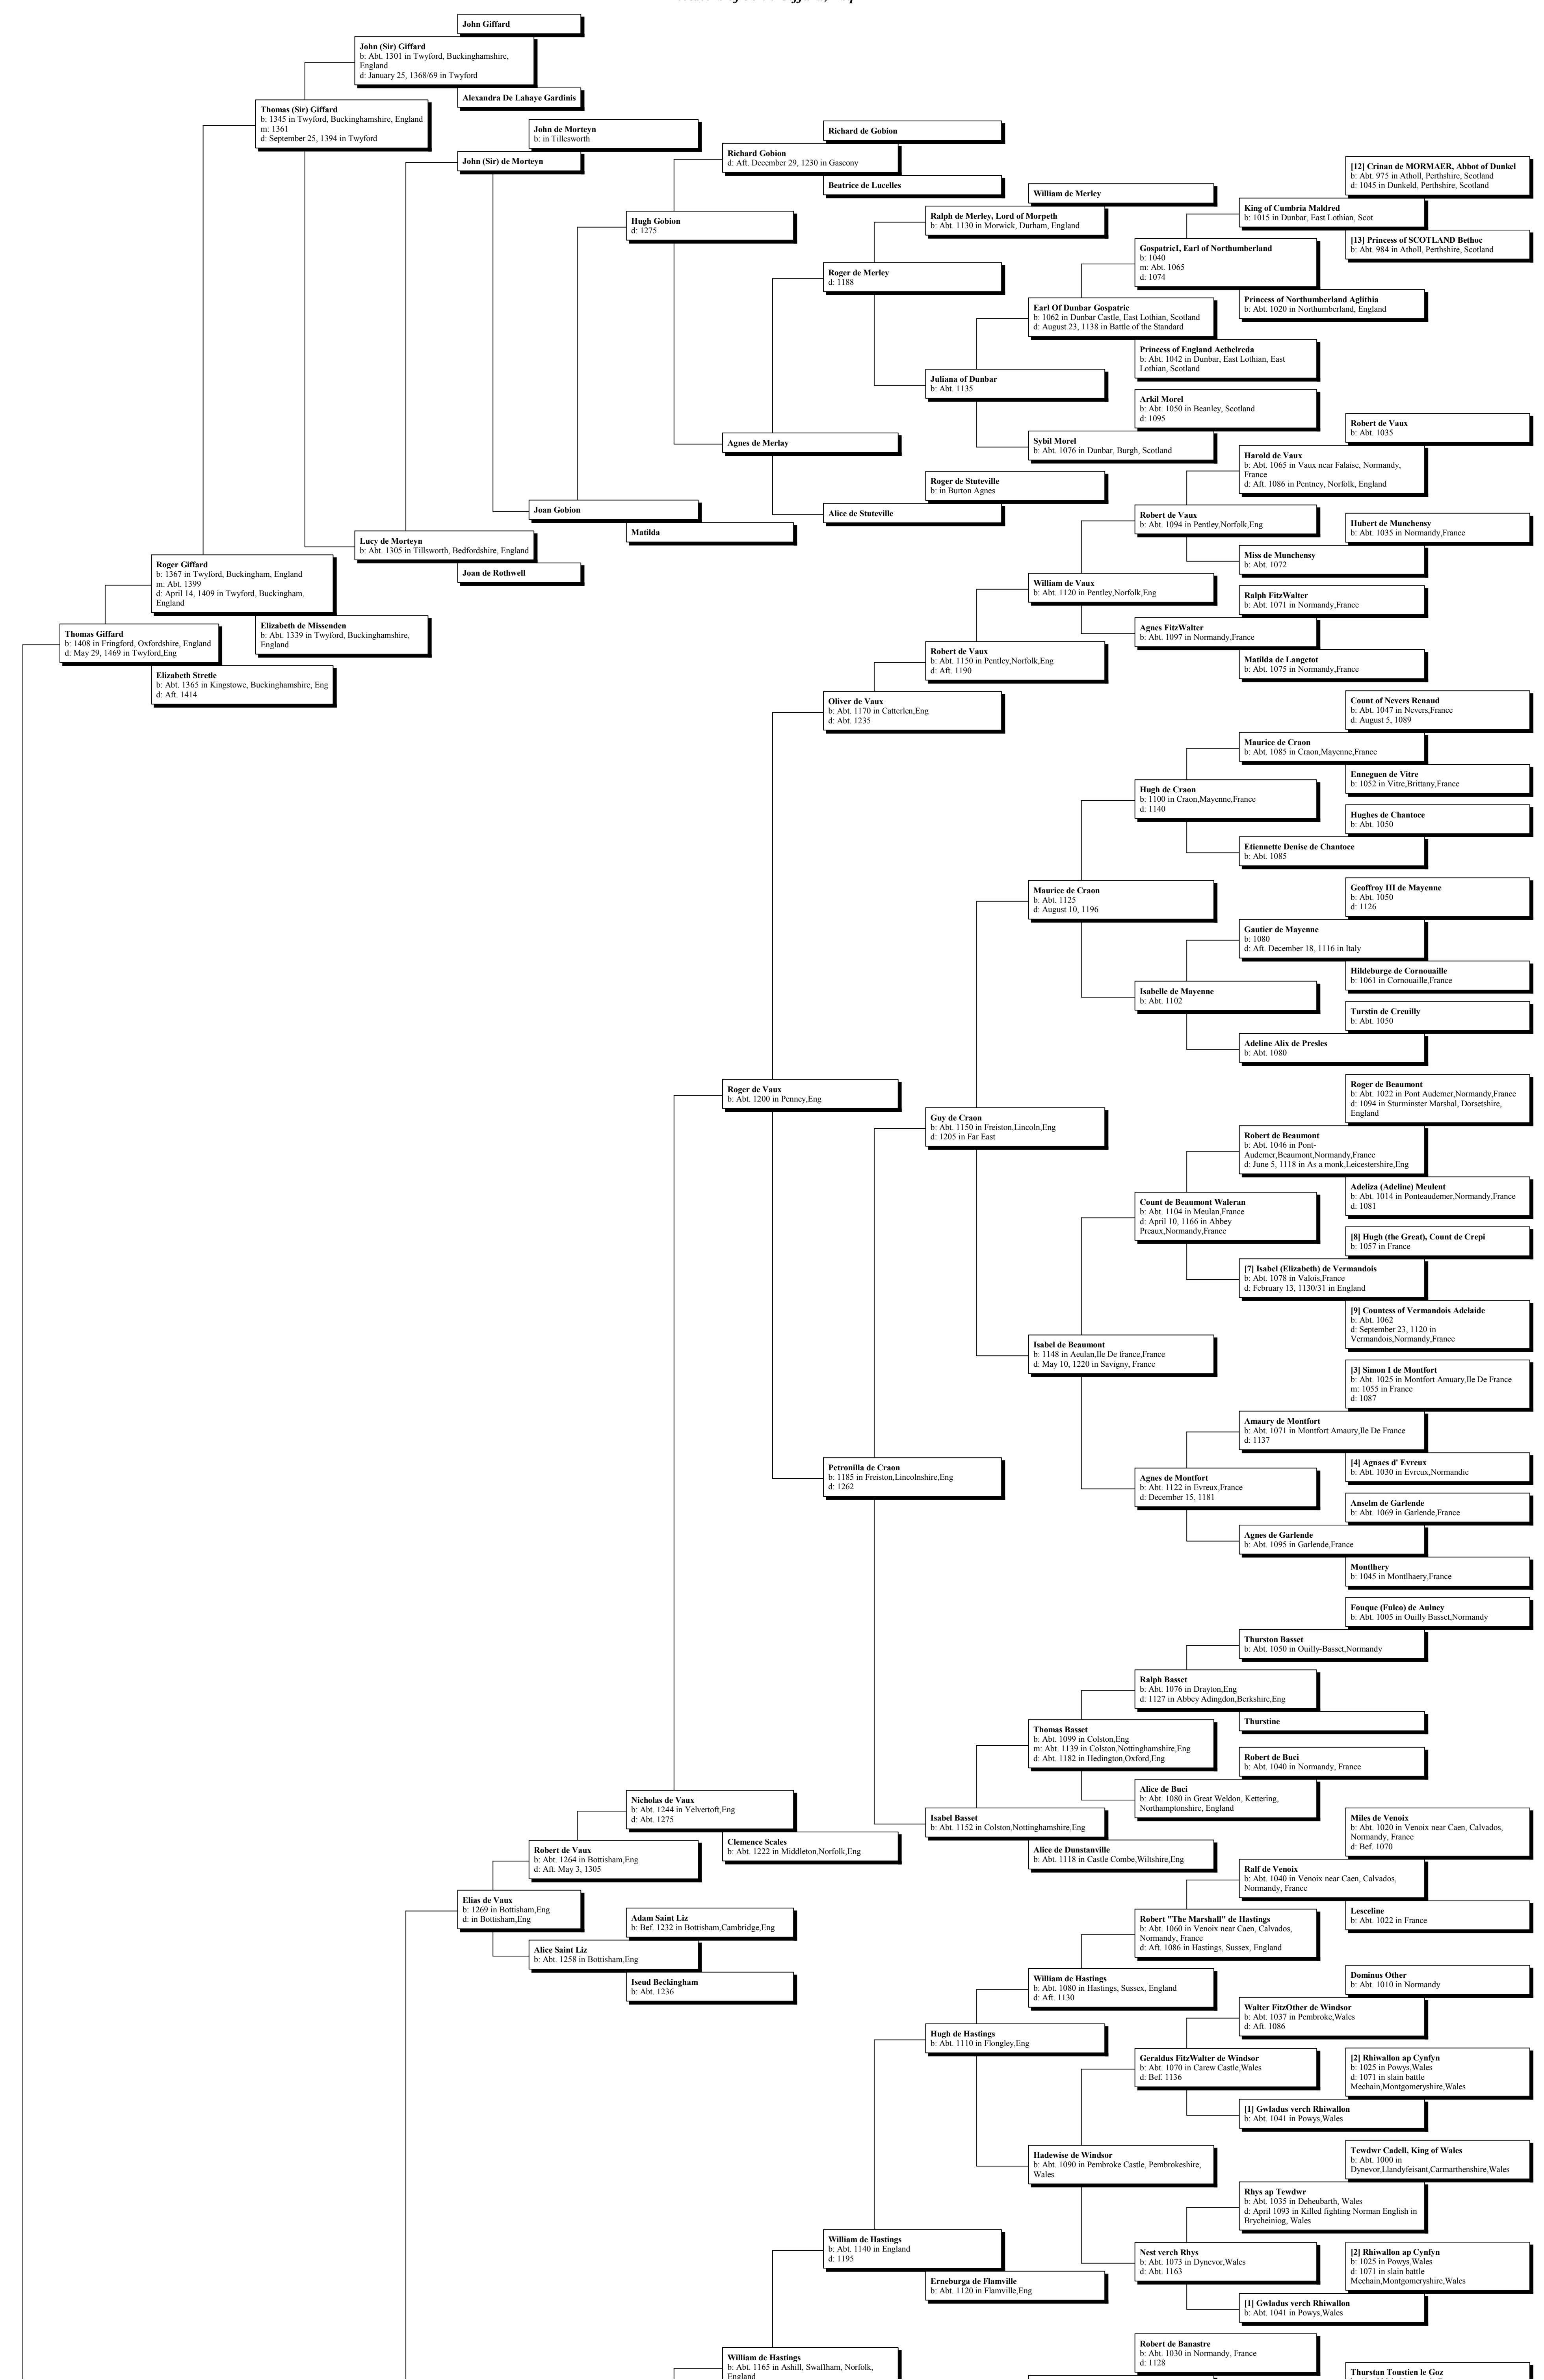 John Giffard
John (Sir) Giffard
b: Abt. 1301 in Twyford, Buckinghamshire,
England
d: January 25, 1368/69 in Twyford
Alexandra De Lahaye Gardinis
Thomas (Sir) Giffard
b: 1345 in Twyford, Buckinghamshire, England
m: 1361
d: September 25, 1394 in Twyford
John de Morteyn
b: in Tillesworth
John (Sir) de Morteyn
Richard de Gobion
Richard Gobion
d: Aft. December 29, 1230 in Gascony
Beatrice de Lucelles
Hugh Gobion
d: 1275
William de Merley
Ralph de Merley, Lord of Morpeth
b: Abt. 1130 in Morwick, Durham, England
Roger de Merley
d: 1188
[12] Crinan de MORMAER, Abbot of Dunkel
b: Abt. 975 in Atholl, Perthshire, Scotland
d: 1045 in Dunkeld, Perthshire, Scotland
King of Cumbria Maldred
b: 1015 in Dunbar, East Lothian, Scot
[13] Princess of SCOTLAND Bethoc
b: Abt. 984 in Atholl, Perthshire, Scotland
GospatricI, Earl of Northumberland
b: 1040
m: Abt. 1065
d: 1074
Princess of Northumberland Aglithia
b: Abt. 1020 in Northumberland, England
Earl Of Dunbar Gospatric
b: 1062 in Dunbar Castle, East Lothian, Scotland
d: August 23, 1138 in Battle of the Standard
Princess of England Aethelreda
b: Abt. 1042 in Dunbar, East Lothian, East
Lothian, Scotland
Juliana of Dunbar
b: Abt. 1135
Arkil Morel
b: Abt. 1050 in Beanley, Scotland
d: 1095
Sybil Morel
b: Abt. 1076 in Dunbar, Burgh, Scotland
Agnes de Merlay
Roger de Stuteville
b: in Burton Agnes
Alice de Stuteville
Joan Gobion
Matilda
Lucy de Morteyn
b: Abt. 1305 in Tillsworth, Bedfordshire, England
Joan de Rothwell
Roger Giffard
b: 1367 in Twyford, Buckingham, England
m: Abt. 1399
d: April 14, 1409 in Twyford, Buckingham,
England
Elizabeth de Missenden
b: Abt. 1339 in Twyford, Buckinghamshire,
England
Thomas Giffard
b: 1408 in Fringford, Oxfordshire, England
d: May 29, 1469 in Twyford,Eng
Elizabeth Stretle
b: Abt. 1365 in Kingstowe, Buckinghamshire, Eng
d: Aft. 1414
Robert de Vaux
b: Abt. 1035
Harold de Vaux
b: Abt. 1065 in Vaux near Falaise, Normandy,
France
d: Aft. 1086 in Pentney, Norfolk, England
Robert de Vaux
b: Abt. 1094 in Pentley,Norfolk,Eng
Hubert de Munchensy
b: Abt. 1035 in Normandy,France
Miss de Munchensy
b: Abt. 1072
William de Vaux
b: Abt. 1120 in Pentley,Norfolk,Eng
Ralph FitzWalter
b: Abt. 1071 in Normandy,France
Agnes FitzWalter
b: Abt. 1097 in Normandy,France
Matilda de Langetot
b: Abt. 1075 in Normandy,France
Robert de Vaux
b: Abt. 1150 in Pentley,Norfolk,Eng
d: Aft. 1190
Oliver de Vaux
b: Abt. 1170 in Catterlen,Eng
d: Abt. 1235
Count of Nevers Renaud
b: Abt. 1047 in Nevers,France
d: August 5, 1089
Maurice de Craon
b: Abt. 1085 in Craon,Mayenne,France
Enneguen de Vitre
b: 1052 in Vitre,Brittany,France
Hugh de Craon
b: 1100 in Craon,Mayenne,France
d: 1140
Hughes de Chantoce
b: Abt. 1050
Etiennette Denise de Chantoce
b: Abt. 1085
Maurice de Craon
b: Abt. 1125
d: August 10, 1196
Geoffroy III de Mayenne
b: Abt. 1050
d: 1126
Gautier de Mayenne
b: 1080
d: Aft. December 18, 1116 in Italy
Hildeburge de Cornouaille
b: 1061 in Cornouaille,France
Isabelle de Mayenne
b: Abt. 1102
Turstin de Creuilly
b: Abt. 1050
Adeline Alix de Presles
b: Abt. 1080
Roger de Vaux
b: Abt. 1200 in Penney,Eng
Guy de Craon
b: Abt. 1150 in Freiston,Lincoln,Eng
d: 1205 in Far East
Roger de Beaumont
b: Abt. 1022 in Pont Audemer,Normandy,France
d: 1094 in Sturminster Marshal, Dorsetshire,
England
Robert de Beaumont
b: Abt. 1046 in Pont-
Audemer,Beaumont,Normandy,France
d: June 5, 1118 in As a monk,Leicestershire,Eng
Adeliza (Adeline) Meulent
b: Abt. 1014 in Ponteaudemer,Normandy,France
d: 1081
Count de Beaumont Waleran
b: Abt. 1104 in Meulan,France
d: April 10, 1166 in Abbey
Preaux,Normandy,France
[8] Hugh (the Great), Count de Crepi
b: 1057 in France
[7] Isabel (Elizabeth) de Vermandois
b: Abt. 1078 in Valois,France
d: February 13, 1130/31 in England
[9] Countess of Vermandois Adelaide
b: Abt. 1062
d: September 23, 1120 in
Vermandois,Normandy,France
Isabel de Beaumont
b: 1148 in Aeulan,Ile De france,France
d: May 10, 1220 in Savigny, France
[3] Simon I de Montfort
b: Abt. 1025 in Montfort Amuary,Ile De France
m: 1055 in France
d: 1087
Amaury de Montfort
b: Abt. 1071 in Montfort Amaury,Ile De France
d: 1137
[4] Agnaes d' Evreux
b: Abt. 1030 in Evreux,Normandie
Agnes de Montfort
b: Abt. 1122 in Evreux,France
d: December 15, 1181
Anselm de Garlende
b: Abt. 1069 in Garlende,France
Agnes de Garlende
b: Abt. 1095 in Garlende,France
Montlhery
b: 1045 in Montlhaery,France
Petronilla de Craon
b: 1185 in Freiston,Lincolnshire,Eng
d: 1262
Fouque (Fulco) de Aulney
b: Abt. 1005 in Ouilly Basset,Normandy
Thurston Basset
b: Abt. 1050 in Ouilly-Basset,Normandy
Ralph Basset
b: Abt. 1076 in Drayton,Eng
d: 1127 in Abbey Adingdon,Berkshire,Eng
Thurstine
Thomas Basset
b: Abt. 1099 in Colston,Eng
m: Abt. 1139 in Colston,Nottinghamshire,Eng
d: Abt. 1182 in Hedington,Oxford,Eng
Robert de Buci
b: Abt. 1040 in Normandy, France
Alice de Buci
b: Abt. 1080 in Great Weldon, Kettering,
Northamptonshire, England
Isabel Basset
b: Abt. 1152 in Colston,Nottinghamshire,Eng
Alice de Dunstanville
b: Abt. 1118 in Castle Combe,Wiltshire,Eng
Nicholas de Vaux
b: Abt. 1244 in Yelvertoft,Eng
d: Abt. 1275
Clemence Scales
b: Abt. 1222 in Middleton,Norfolk,Eng
Robert de Vaux
b: Abt. 1264 in Bottisham,Eng
d: Aft. May 3, 1305
Elias de Vaux
b: 1269 in Bottisham,Eng
d: in Bottisham,Eng
Adam Saint Liz
b: Bef. 1232 in Bottisham,Cambridge,Eng
Alice Saint Liz
b: Abt. 1258 in Bottisham,Eng
Iseud Beckingham
b: Abt. 1236
Miles de Venoix
b: Abt. 1020 in Venoix near Caen, Calvados,
Normandy, France
d: Bef. 1070
Ralf de Venoix
b: Abt. 1040 in Venoix near Caen, Calvados,
Normandy, France
Lesceline
b: Abt. 1022 in France
Robert "The Marshall" de Hastings
b: Abt. 1060 in Venoix near Caen, Calvados,
Normandy, France
d: Aft. 1086 in Hastings, Sussex, England
William de Hastings
b: Abt. 1080 in Hastings, Sussex, England
d: Aft. 1130
Dominus Other
b: Abt. 1010 in Normandy
Walter FitzOther de Windsor
b: Abt. 1037 in Pembroke,Wales
d: Aft. 1086
Hugh de Hastings
b: Abt. 1110 in Flongley,Eng
Geraldus FitzWalter de Windsor
b: Abt. 1070 in Carew Castle,Wales
d: Bef. 1136
[2] Rhiwallon ap Cynfyn
b: 1025 in Powys,Wales
d: 1071 in slain battle
Mechain,Montgomeryshire,Wales
[1] Gwladus verch Rhiwallon
b: Abt. 1041 in Powys,Wales
Hadewise de Windsor
b: Abt. 1090 in Pembroke Castle, Pembrokeshire,
Wales
Tewdwr Cadell, King of Wales
b: Abt. 1000 in
Dynevor,Llandyfeisant,Carmarthenshire,Wales
Rhys ap Tewdwr
b: Abt. 1035 in Deheubarth, Wales
d: April 1093 in Killed fighting Norman English in
Brycheiniog, Wales
William de Hastings
b: Abt. 1140 in England
d: 1195
Nest verch Rhys
b: Abt. 1073 in Dynevor,Wales
d: Abt. 1163
[2] Rhiwallon ap Cynfyn
b: 1025 in Powys,Wales
d: 1071 in slain battle
Mechain,Montgomeryshire,Wales
Erneburga de Flamville
b: Abt. 1120 in Flamville,Eng
[1] Gwladus verch Rhiwallon
b: Abt. 1041 in Powys,Wales
Robert de Banastre
b: Abt. 1030 in Normandy, France
d: 1128
William de Hastings
b: Abt. 1165 in Ashill, Swaffham, Norfolk,
England
Thurstan Toustien le Goz